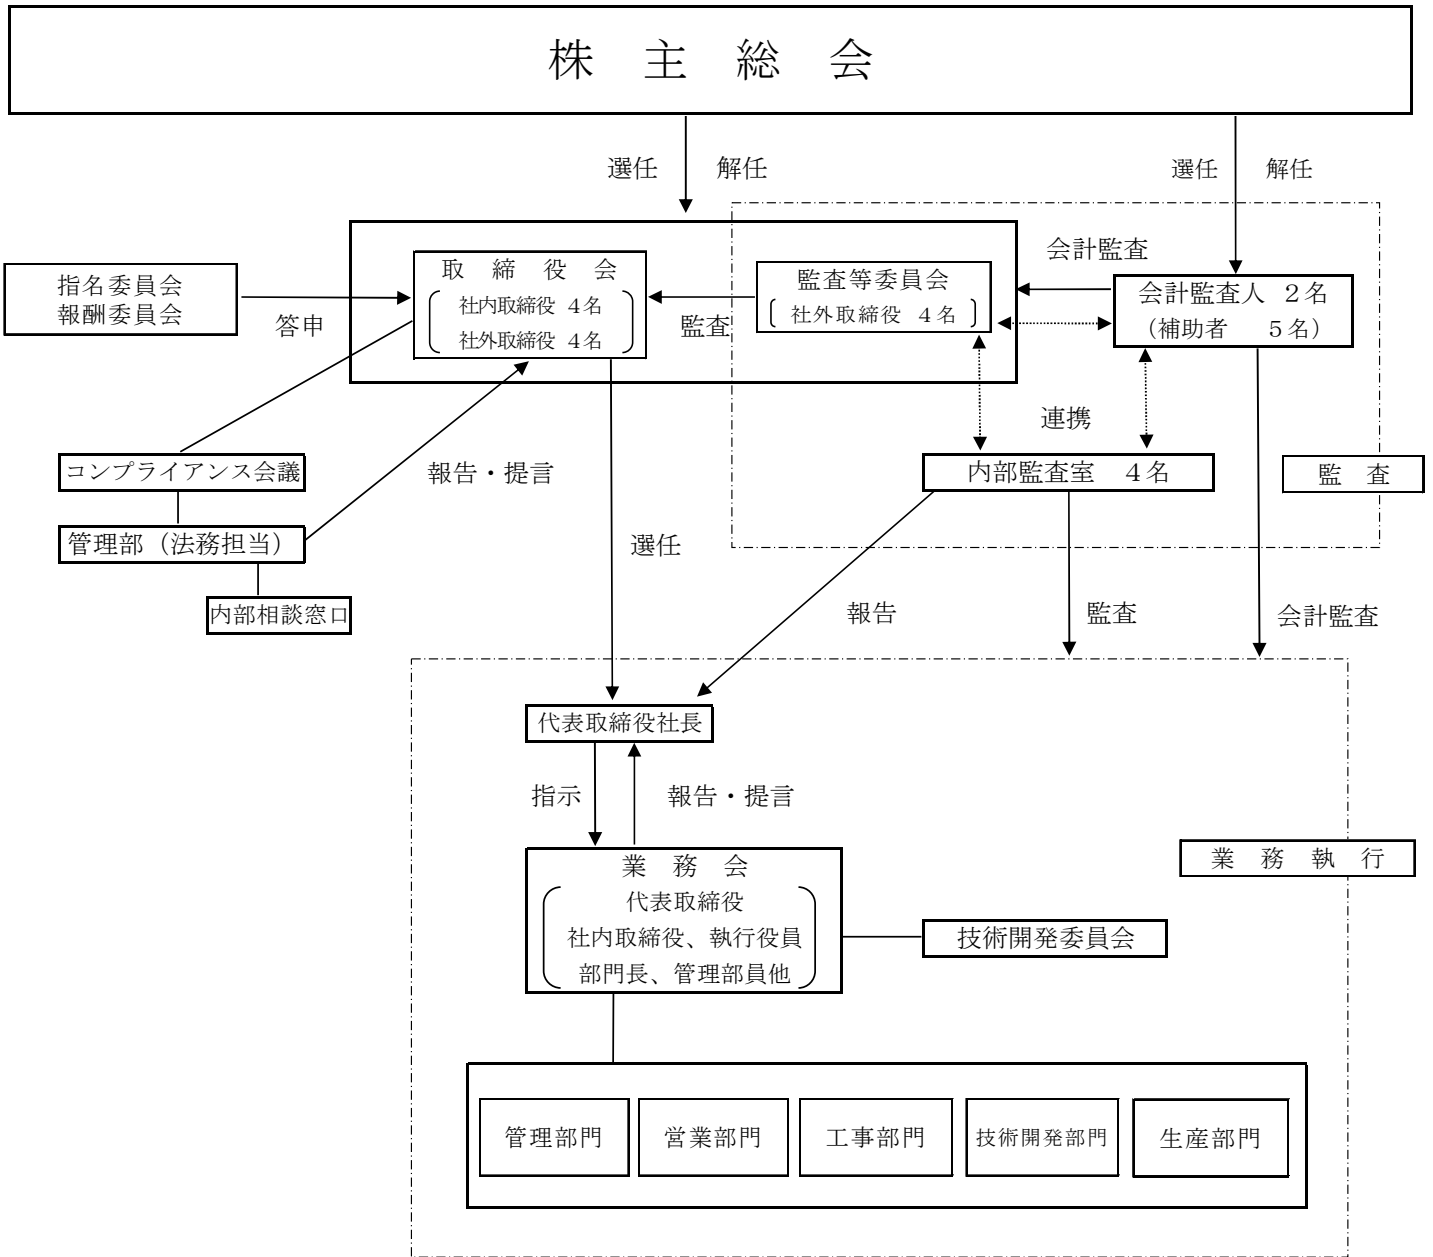 株　主　総　会
選任　解任
選任　解任
会計監査
指名委員会
報酬委員会
答申
取　締　役　会
社内取締役 ４名
社外取締役 ４名
監査
監査等委員会
社外取締役 ４名
会計監査人　２名
（補助者　　５名）
連携
コンプライアンス会議
報告・提言
内部監査室　４名
監　査
管理部（法務担当）
選任
内部相談窓口
報告
監査
会計監査
代表取締役社長
指示
報告・提言
業　務　会
代表取締役
社内取締役、執行役員
部門長、管理部員他
業　務　執　行
技術開発委員会
管理部門
営業部門
工事部門
技術開発部門
生産部門